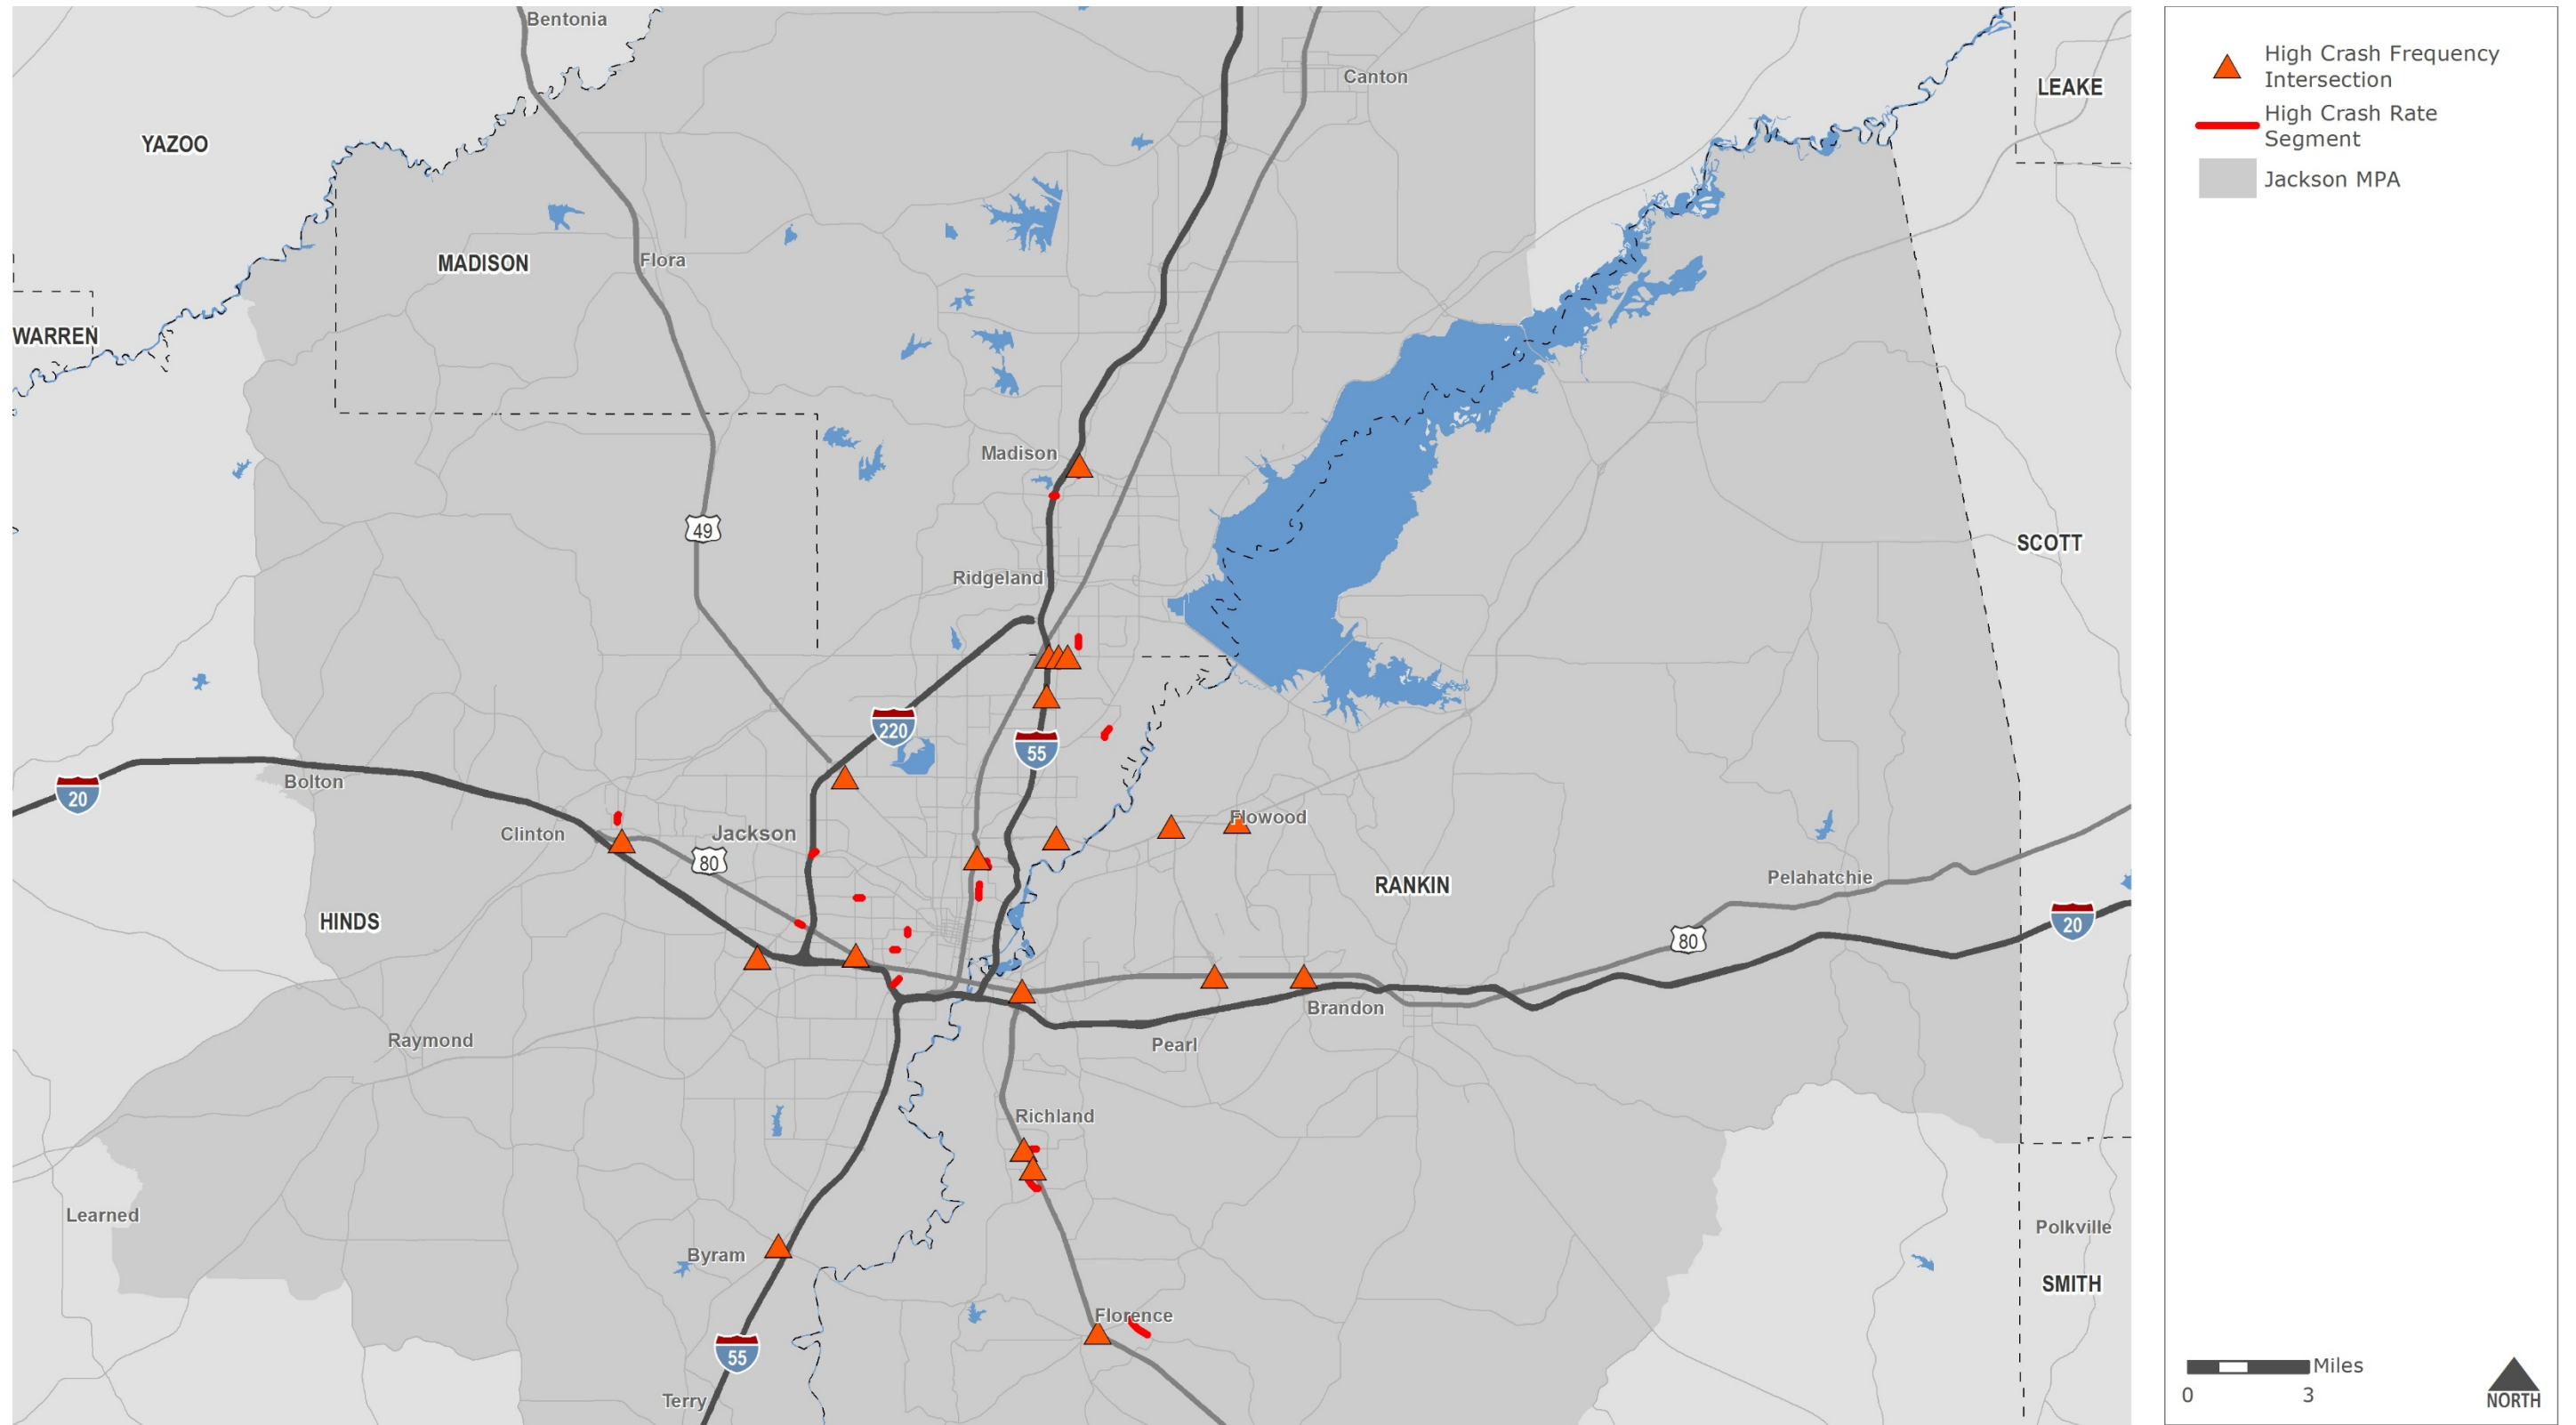 Bentonia
Canton
LEAKE
YAZOO
MADISON
Flora
WARREN
Madison
49
SCOTT
Ridgeland
220
55
20
Bolton
Clinton
Jackson
80
Flowood
RANKIN
Pelahatchie
HINDS
20
80
Brandon
Raymond
Pearl
Richland
Learned
Byram
Polkville
SMITH
Florence
55
Terry
High Crash Frequency
Intersection
High Crash Rate
Segment
Jackson MPA
Miles
0 3
NORTH